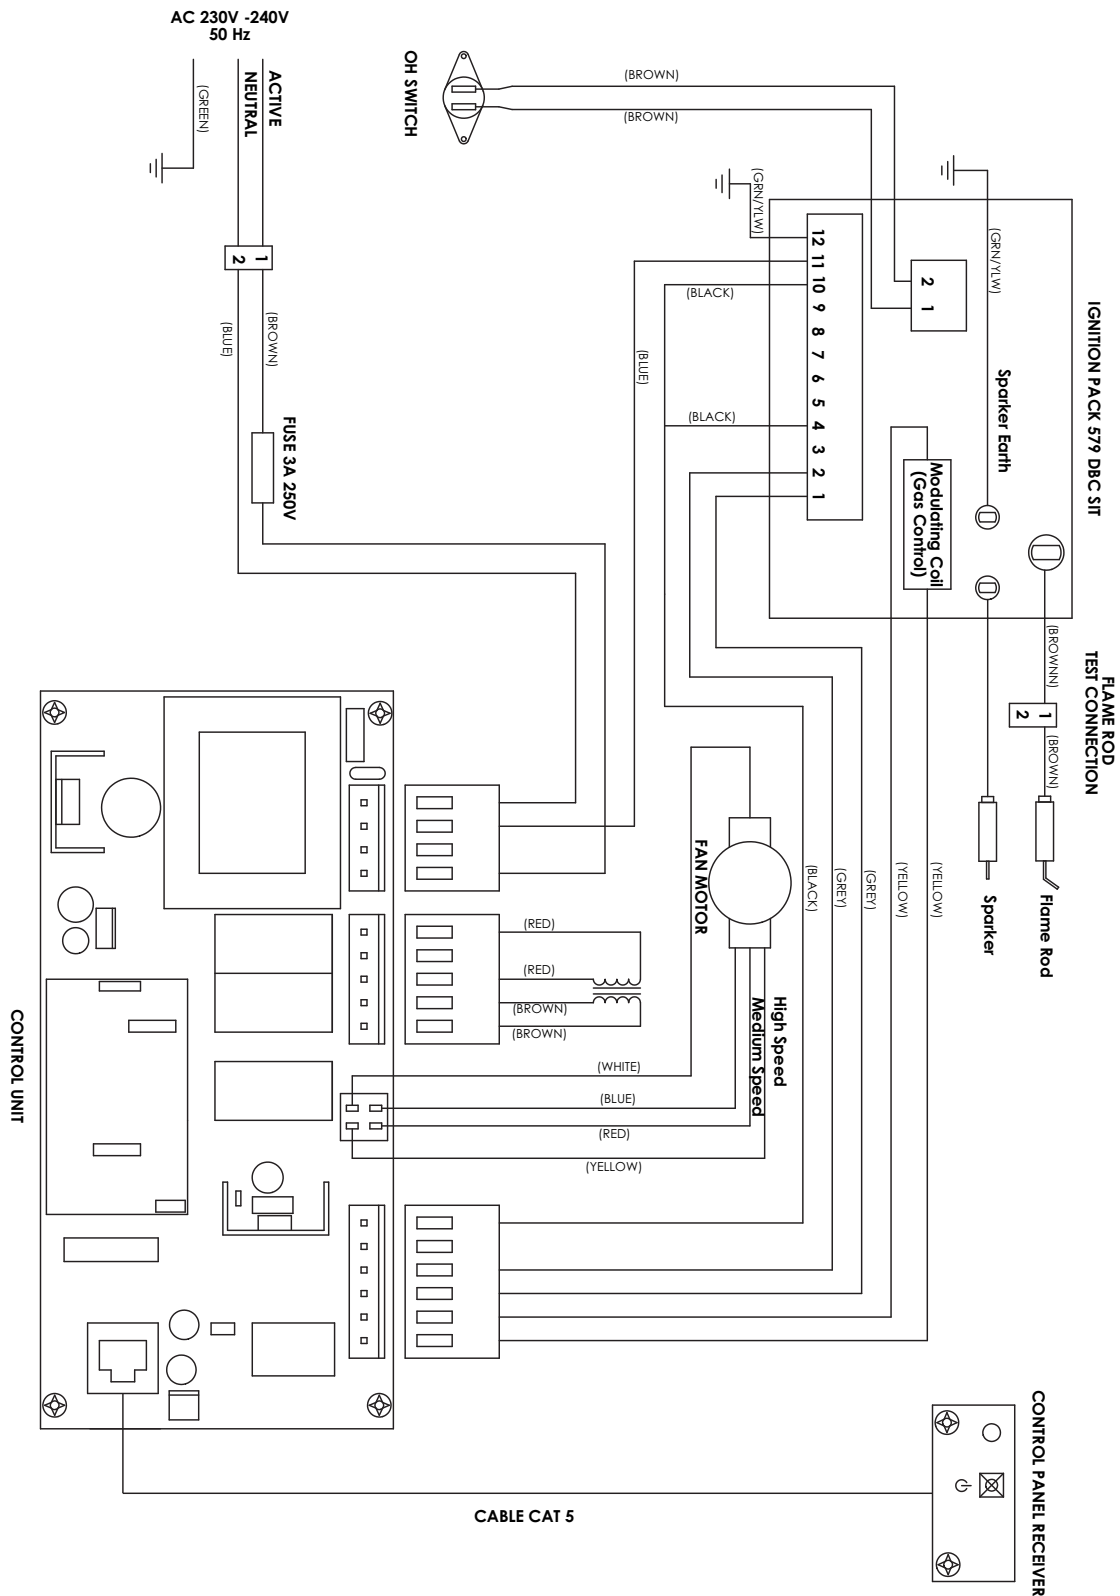 AC 230V -240V
50 Hz
ACTIVE
NEUTRAL
(GREEN)
OH SWITCH
(BROWN)
(BROWN)
(GRN/YLW)
(GRN/YLW)
IGNITION PACK 579 DBC SIT
2
1
12
11
10
9
8
7
6
5
4
3
2
1
(BLACK)
(BLUE)
(BLACK)
Sparker Earth
Modulating Coil
(Gas Control)
1
2
(BROWN)
(BLUE)
FUSE 3A 250V
FLAME ROD
TEST CONNECTION
(BROWNN)
1
2
(BROWN)
Flame Rod
Sparker
FAN MOTOR
(BLACK)
(GREY)
(GREY)
(YELLOW)
(YELLOW)
High Speed
Medium Speed
(RED)
(RED)
(BROWN)
(BROWN)
(WHITE)
(BLUE)
(RED)
(YELLOW)
CONTROL UNIT
CABLE CAT 5
CONTROL PANEL RECEIVER